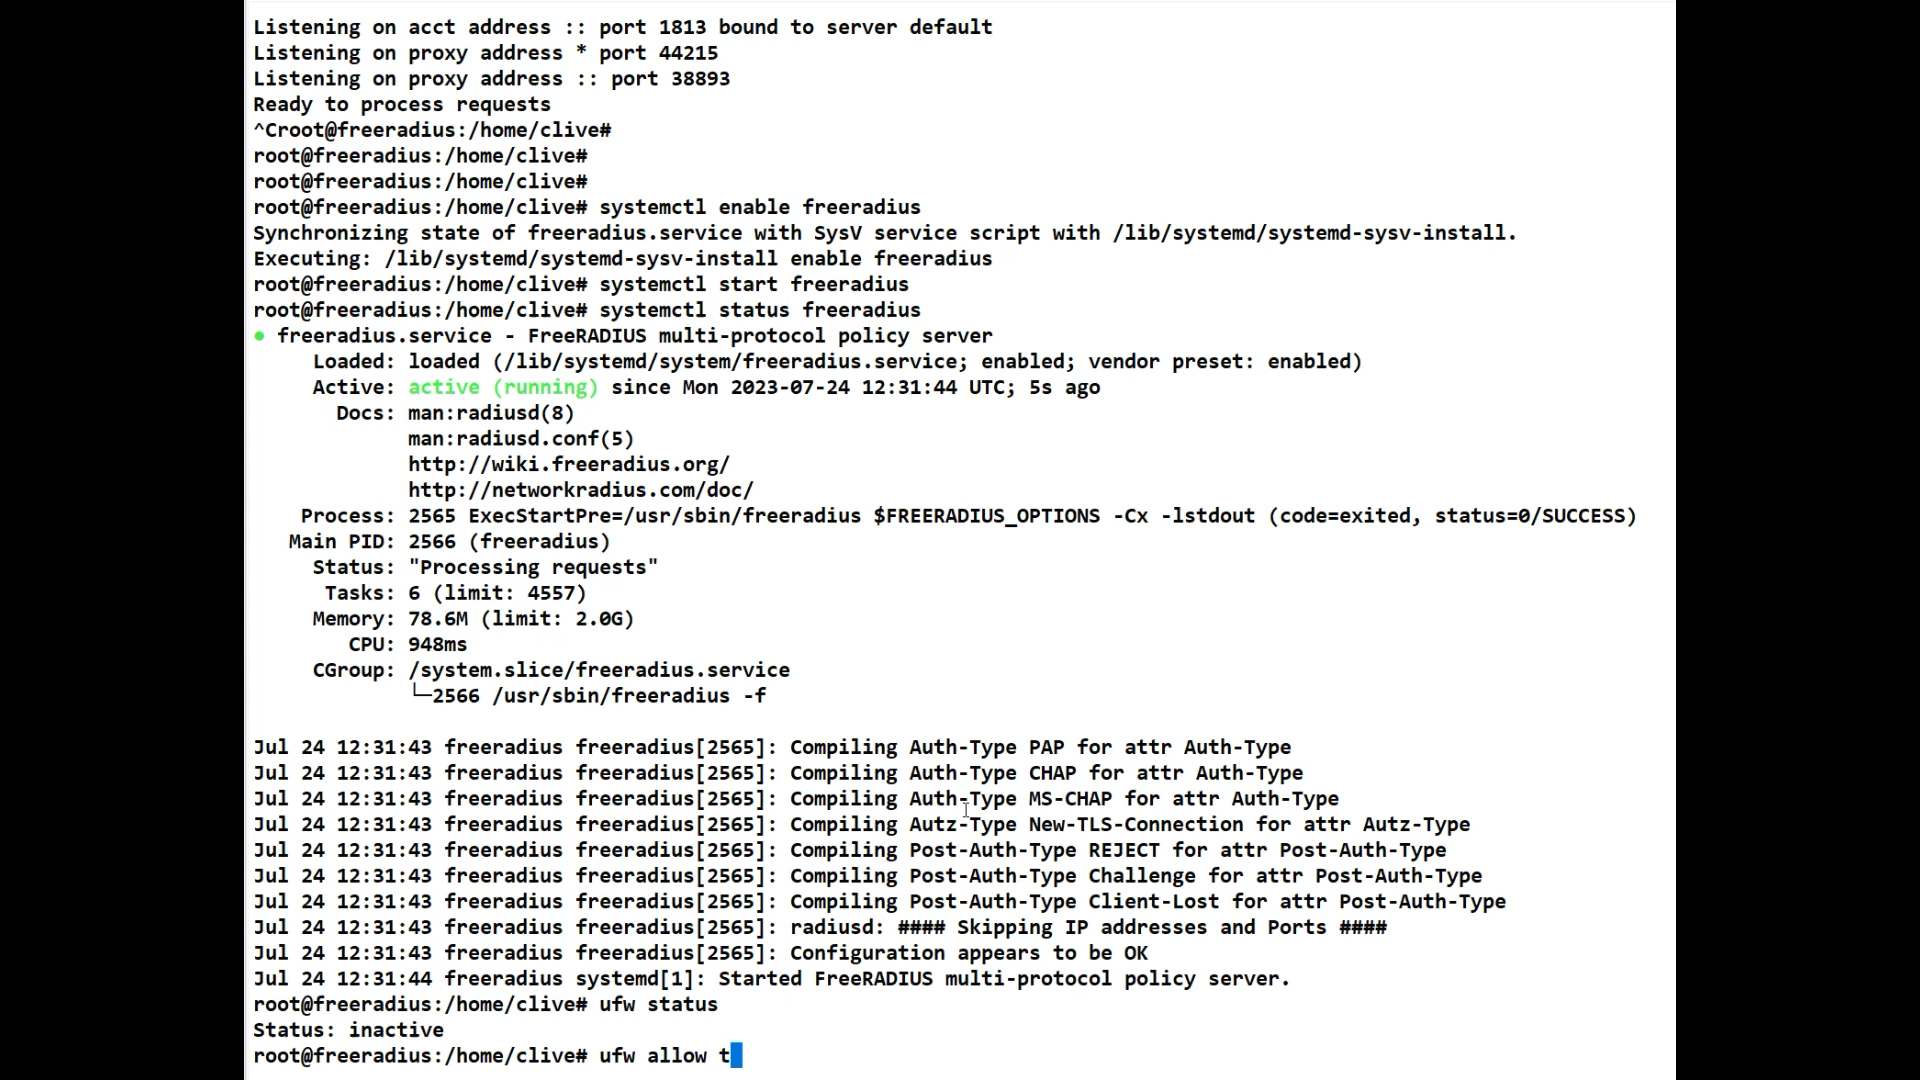 Listening on acct address :: port 1813 bound to server default
Listening on proxy address * port 44215
Listening on proxy address :: port 38893
Ready to process requests
^Croot@freeradius:/home/clive#
root@freeradius:/home/clive#
root@freeradius:/home/clive#
root@freeradius:/home/clive# systemctl enable freeradius
Synchronizing state of freeradius.service with SysV service script with /lib/systemd/systemd-sysv-install.
Executing: /lib/systemd/systemd-sysv-install enable freeradius
root@freeradius:/home/clive# systemctl start freeradius
root@freeradius:/home/clive# systemctl status freeradius
● freeradius.service - FreeRADIUS multi-protocol policy server
Loaded: loaded (/lib/systemd/system/freeradius.service; enabled; vendor preset: enabled)
Active: active (running) since Mon 2023-07-24 12:31:44 UTC; 5s ago
Docs: man:radiusd(8)
man:radiusd.conf(5)
http://wiki.freeradius.org/
http://networkradius.com/doc/
Process: 2565 ExecStartPre=/usr/sbin/freeradius $FREERADIUS_OPTIONS -Cx -lstdout (code=exited, status=0/SUCCESS)
Main PID: 2566 (freeradius)
Status: "Processing requests"
Tasks: 6 (limit: 4557)
Memory: 78.6M (limit: 2.0G)
CPU: 948ms
CGroup: /system.slice/freeradius.service
└─2566 /usr/sbin/freeradius -f
Jul 24 12:31:43 freeradius freeradius[2565]: Compiling Auth-Type PAP for attr Auth-Type
Jul 24 12:31:43 freeradius freeradius[2565]: Compiling Auth-Type CHAP for attr Auth-Type
Jul 24 12:31:43 freeradius freeradius[2565]: Compiling Auth-Type MS-CHAP for attr Auth-Type
Jul 24 12:31:43 freeradius freeradius[2565]: Compiling Autz-Type New-TLS-Connection for attr Autz-Type
Jul 24 12:31:43 freeradius freeradius[2565]: Compiling Post-Auth-Type REJECT for attr Post-Auth-Type
Jul 24 12:31:43 freeradius freeradius[2565]: Compiling Post-Auth-Type Challenge for attr Post-Auth-Type
Jul 24 12:31:43 freeradius freeradius[2565]: Compiling Post-Auth-Type Client-Lost for attr Post-Auth-Type
Jul 24 12:31:43 freeradius freeradius[2565]: radiusd: #### Skipping IP addresses and Ports ####
Jul 24 12:31:43 freeradius freeradius[2565]: Configuration appears to be OK
Jul 24 12:31:44 freeradius systemd[1]: Started FreeRADIUS multi-protocol policy server.
root@freeradius:/home/clive# ufw status
Status: inactive
root@freeradius:/home/clive# ufw allow t